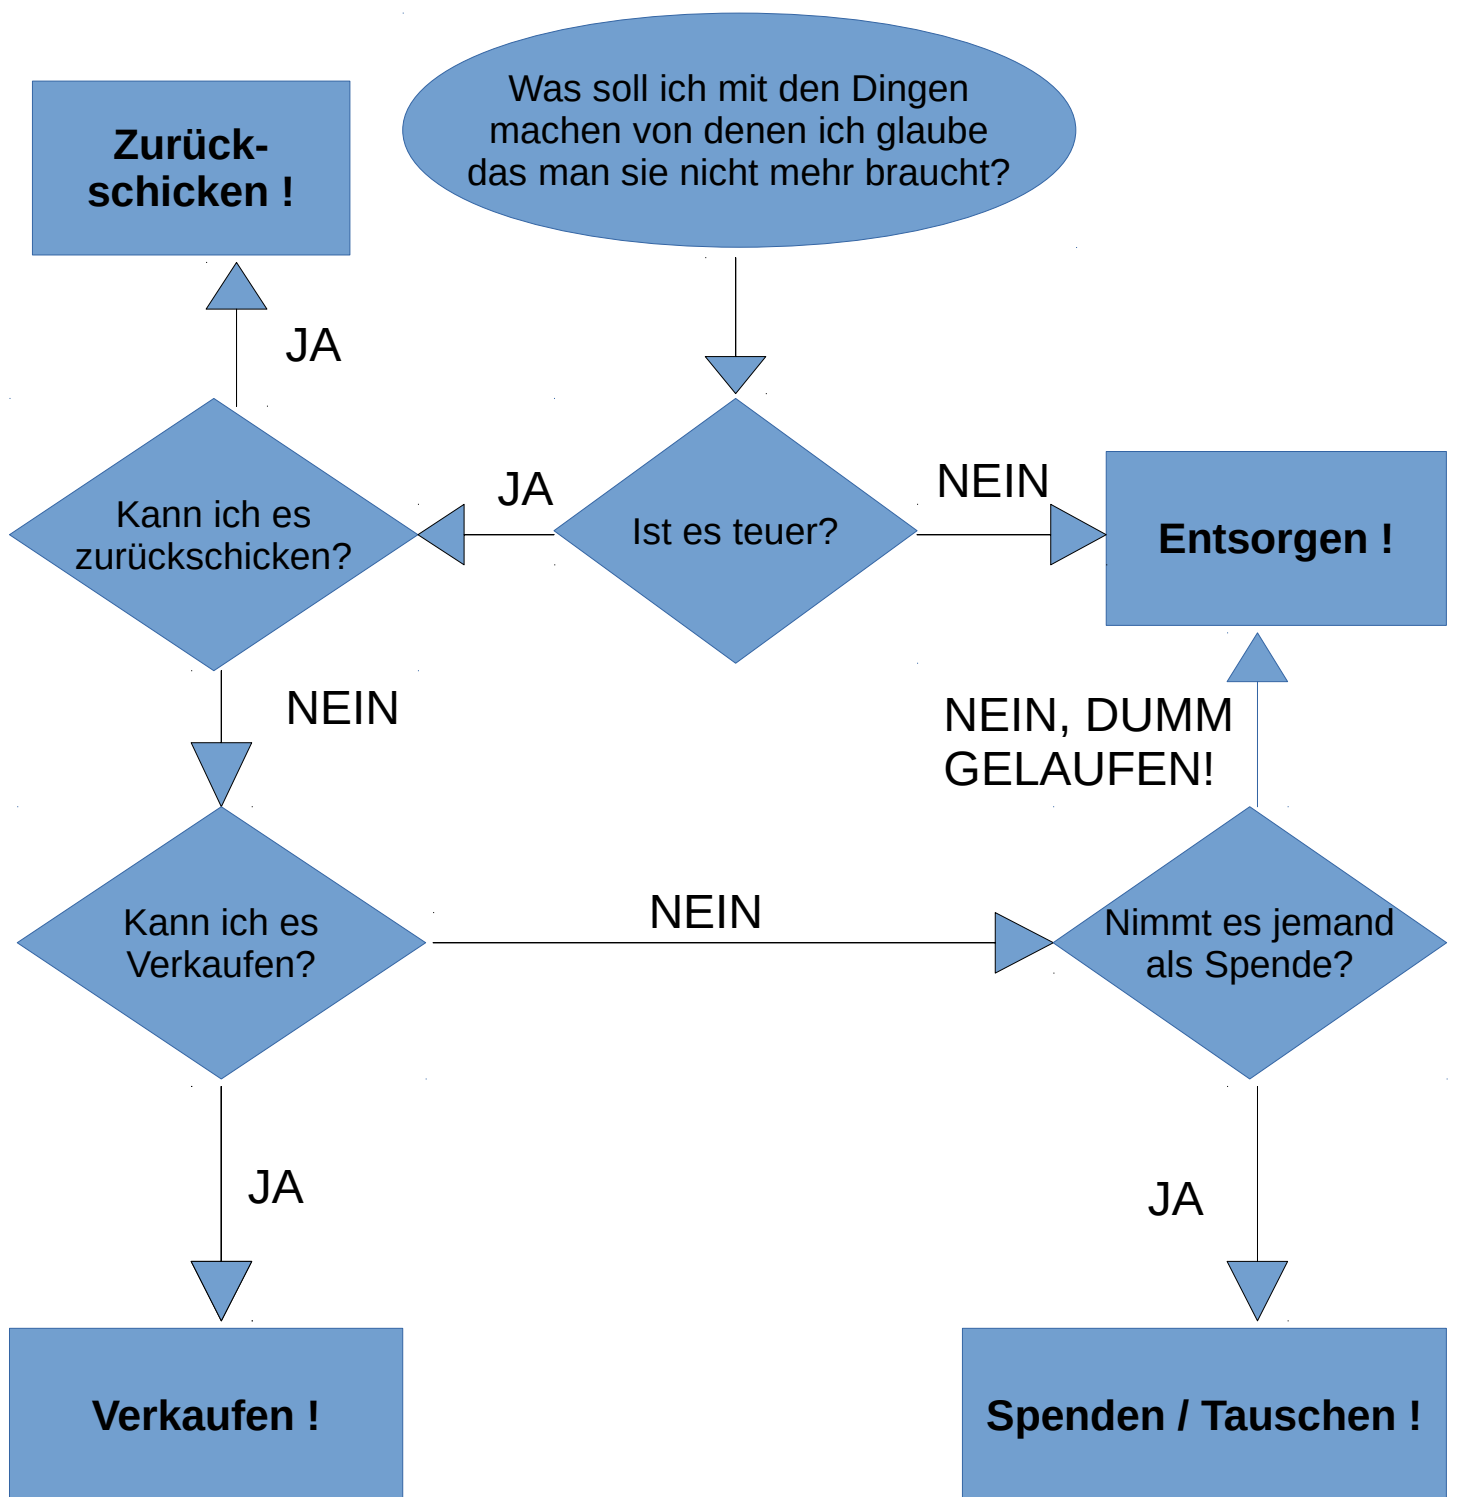 Was soll ich mit den Dingen
machen von denen ich glaube
das man sie nicht mehr braucht?
Zurück-
schicken !
JA
Kann ich es
zurückschicken?
JA
Ist es teuer?
NEIN
Entsorgen !
NEIN
NEIN, DUMM
GELAUFEN!
Kann ich es
Verkaufen?
NEIN
Nimmt es jemand
als Spende?
JA
JA
Verkaufen !
Spenden / Tauschen !